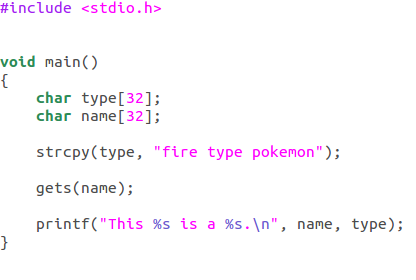 #include <stdio.h>
void main()
{
char type[32];
char name[32];
strcpy(type, "fire type pokemon");
gets(name);
printf("This %s is a %s.\n", name, type);
}